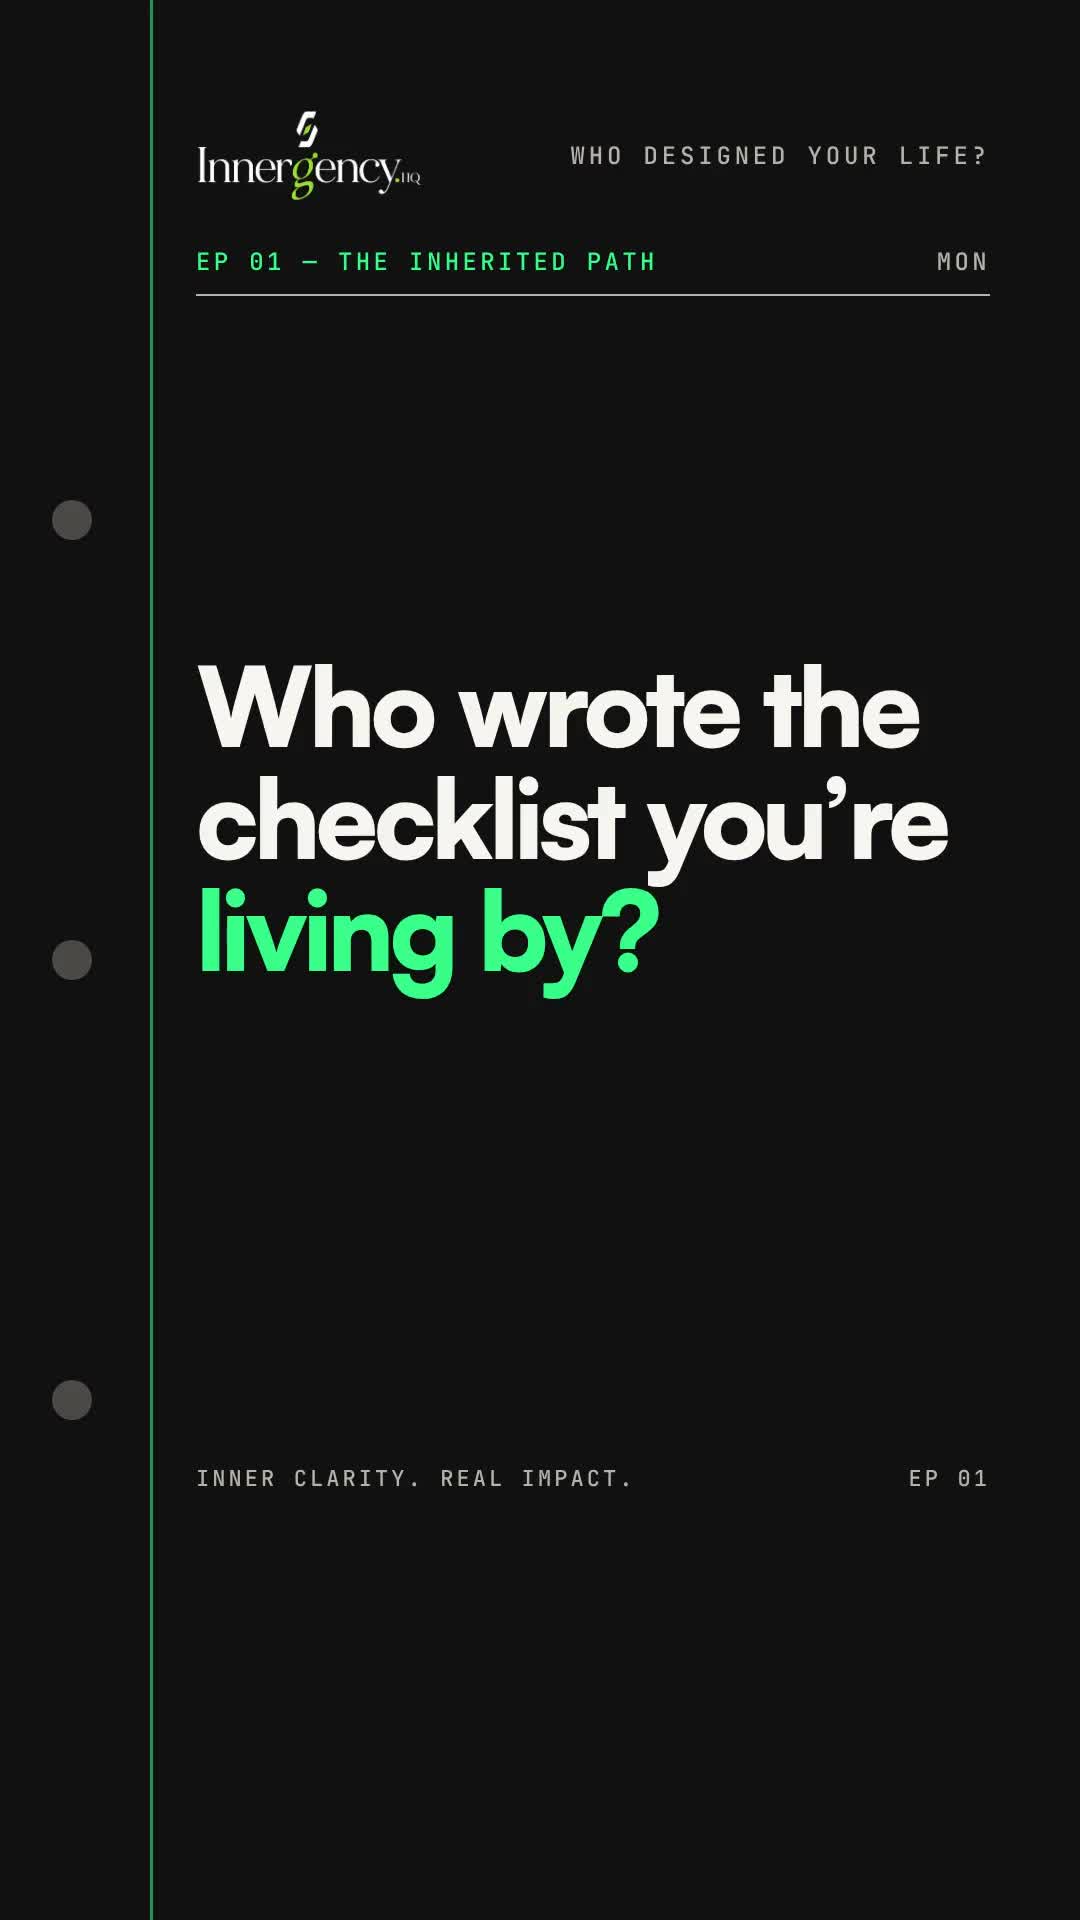 Innergency.HQ
WHO DESIGNED YOUR LIFE?
EP 01 — THE INHERITED PATH
MON
Who wrote the
checklist you’re
living by?
INNER CLARITY. REAL IMPACT.
EP 01